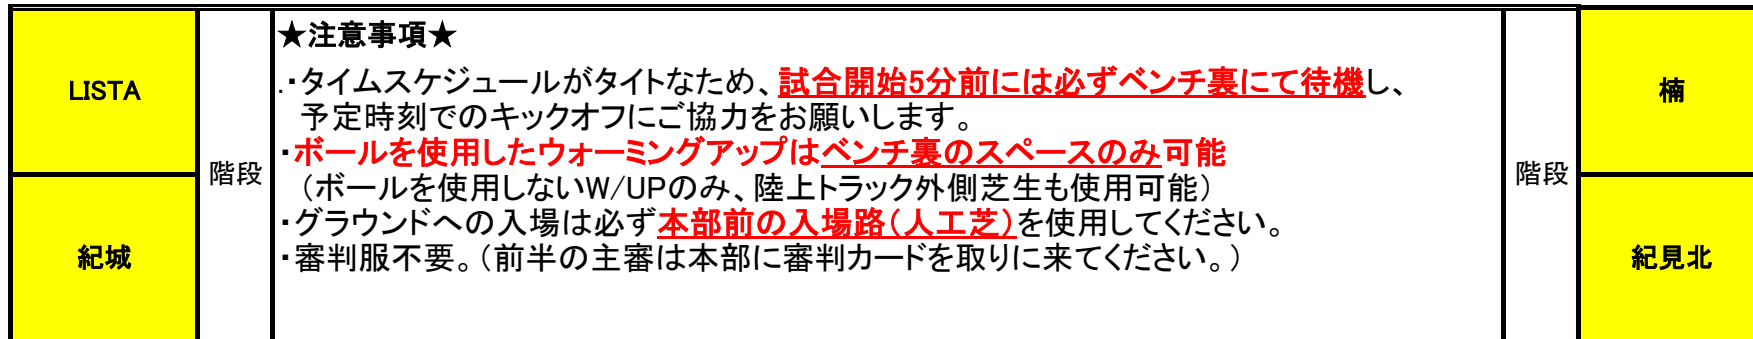 LISTA
紀城
階段
★注意事項★
.・タイムスケジュールがタイトなため、試合開始5分前には必ずベンチ裏にて待機し、
予定時刻でのキックオフにご協力をお願いします。
・ボールを使用したウォーミングアップはベンチ裏のスペースのみ可能
（ボールを使用しないW/UPのみ、陸上トラック外側芝生も使用可能）
・グラウンドへの入場は必ず本部前の入場路（人工芝）を使用してください。
・審判服不要。（前半の主審は本部に審判カードを取りに来てください。）
階段
楠
紀見北